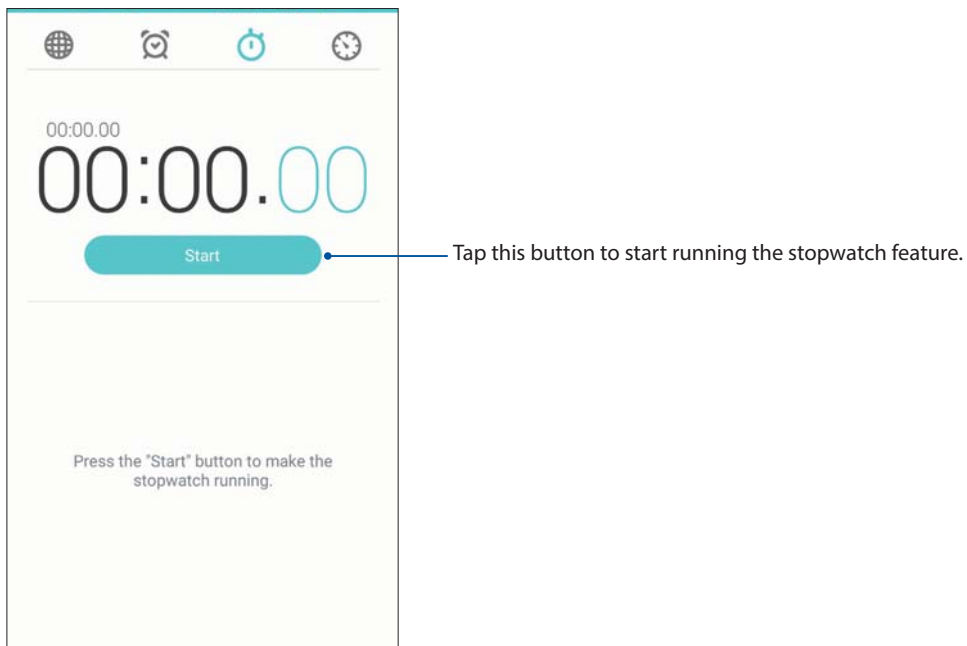 00:00.00
00:00.00
Start
Tap this button to start running the stopwatch feature.
Press the "Start" button to make the
stopwatch running.